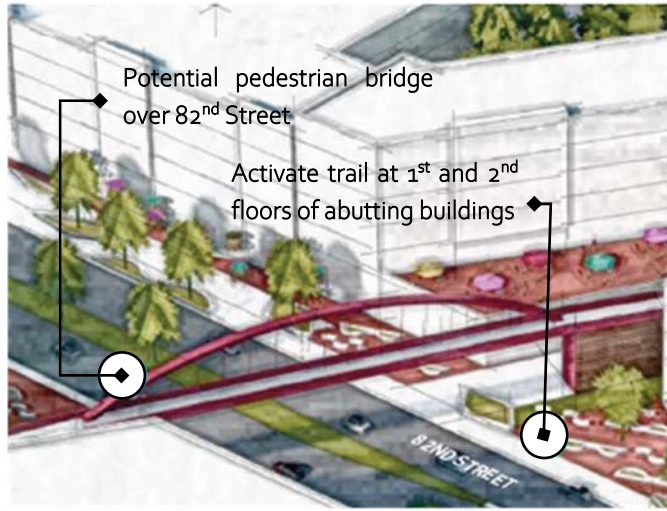 Potential pedestrian bridge
over 82nd Street
Activate trail at 1st and 2nd
floors of abutting buildings
82ND STREET